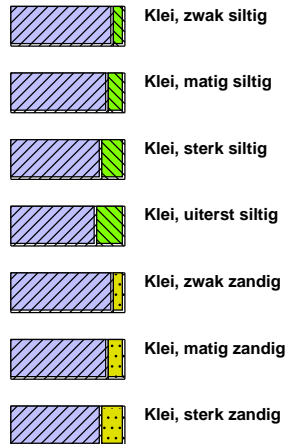 Klei, zwak siltig
Klei, matig siltig
Klei, sterk siltig
Klei, uiterst siltig
Klei, zwak zandig
Klei, matig zandig
Klei, sterk zandig